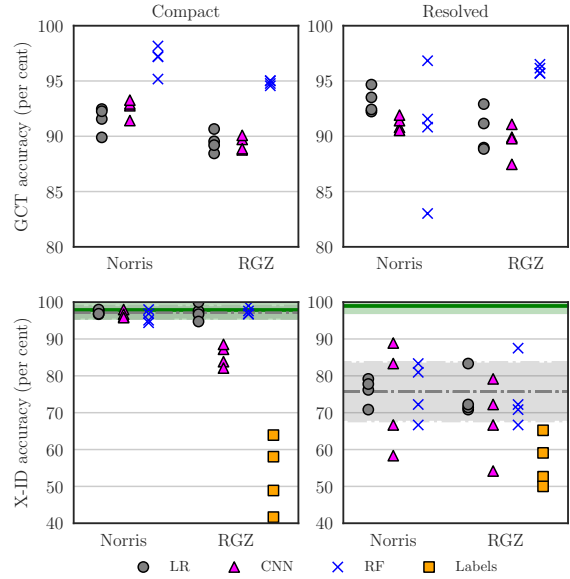 Compact
Resolved
GCT accuracy (per cent)
100
95
90
85
80
Norris
RGZ
100
95
90
85
80
Norris
RGZ
X-ID accuracy (per cent)
100
90
80
70
60
50
40
Norris
RGZ
100
90
80
70
60
50
40
Norris
RGZ
LR
CNN
RF
Labels